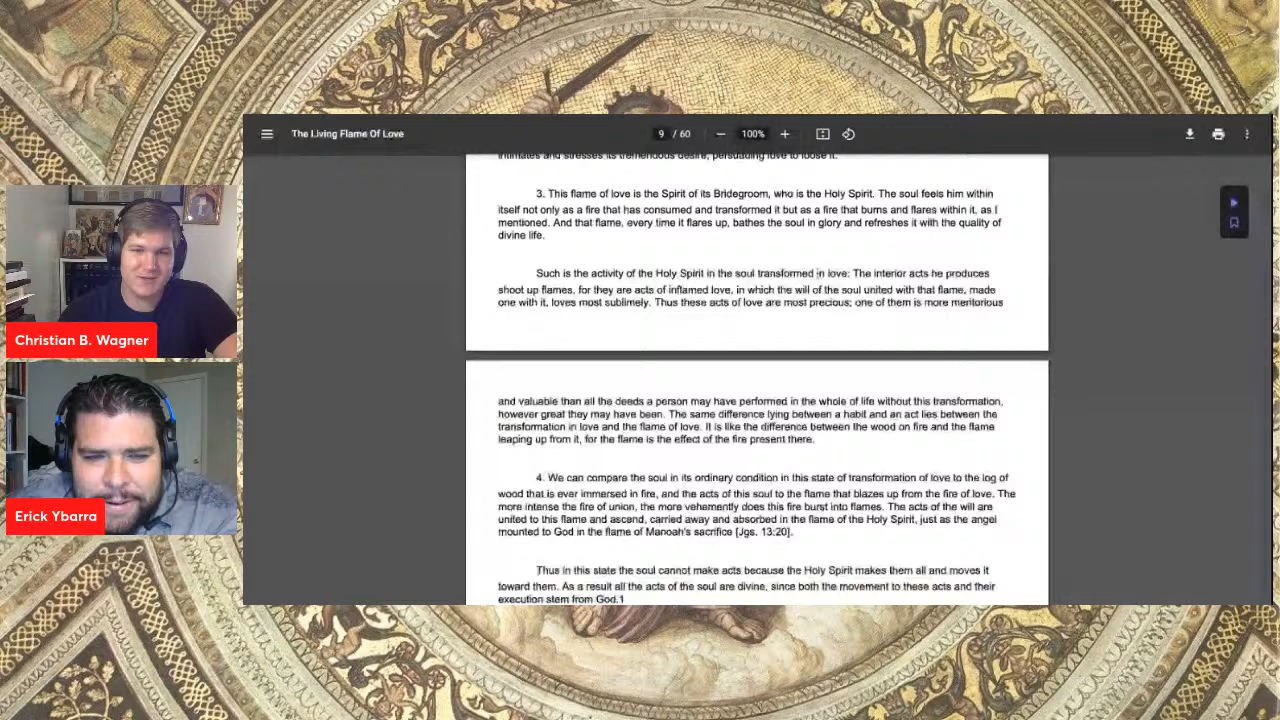 The Living Flame Of Love
9 / 60
100%
intimates and stresses its tremendous desire, persuading love to loose it.
3. This flame of love is the Spirit of its Bridegroom, who is the Holy Spirit. The soul feels him within
itself not only as a fire that has consumed and transformed it but as a fire that burns and flares within it, as I
mentioned. And that flame, every time it flares up, bathes the soul in glory and refreshes it with the quality of
divine life.
Such is the activity of the Holy Spirit in the soul transformed in love: The interior acts he produces
shoot up flames, for they are acts of inflamed love, in which the will of the soul united with that flame, made
one with it, loves most sublimely. Thus these acts of love are most precious; one of them is more meritorious
Christian B. Wagner
and valuable than all the deeds a person may have performed in the whole of life without this transformation,
however great they may have been. The same difference lying between a habit and an act lies between the
transformation in love and the flame of love. It is like the difference between the wood on fire and the flame
leaping up from it, for the flame is the effect of the fire present there.
4. We can compare the soul in its ordinary condition in this state of transformation of love to the log of
wood that is ever immersed in fire, and the acts of this soul to the flame that blazes up from the fire of love. The
more intense the fire of union, the more vehemently does this fire burst into flames. The acts of the will are
united to this flame and ascend, carried away and absorbed in the flame of the Holy Spirit, just as the angel
mounted to God in the flame of Manoah's sacrifice [Jgs. 13:20].
Erick Ybarra
Thus in this state the soul cannot make acts because the Holy Spirit makes them all and moves it
toward them. As a result all the acts of the soul are divine, since both the movement to these acts and their
execution stem from God.1